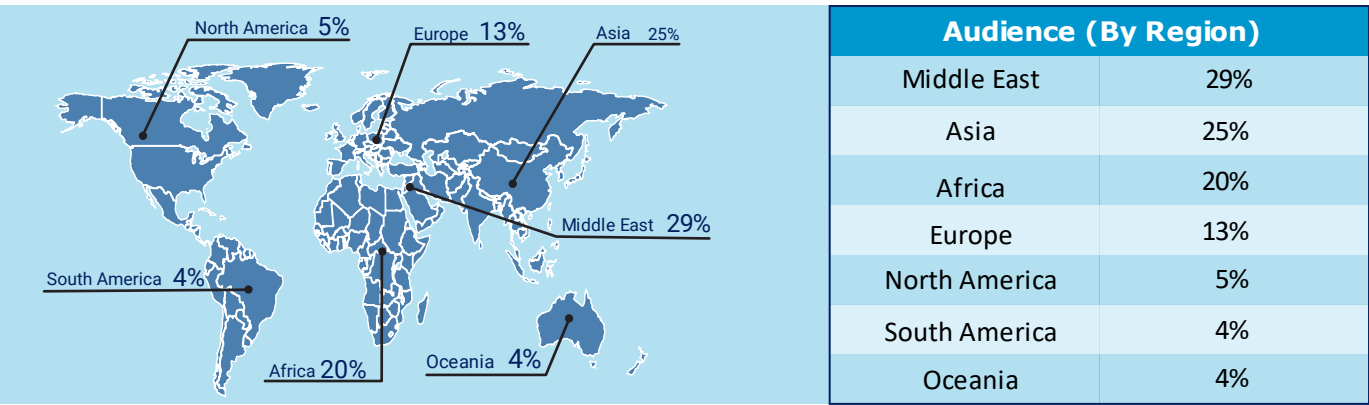 North America 5%
Europe 13%
Asia 25%
Middle East 29%
South America 4%
Africa 20%
Oceania 4%
Audience (By Region)
Middle East 29%
Asia 25%
Africa 20%
Europe 13%
North America 5%
South America 4%
Oceania 4%